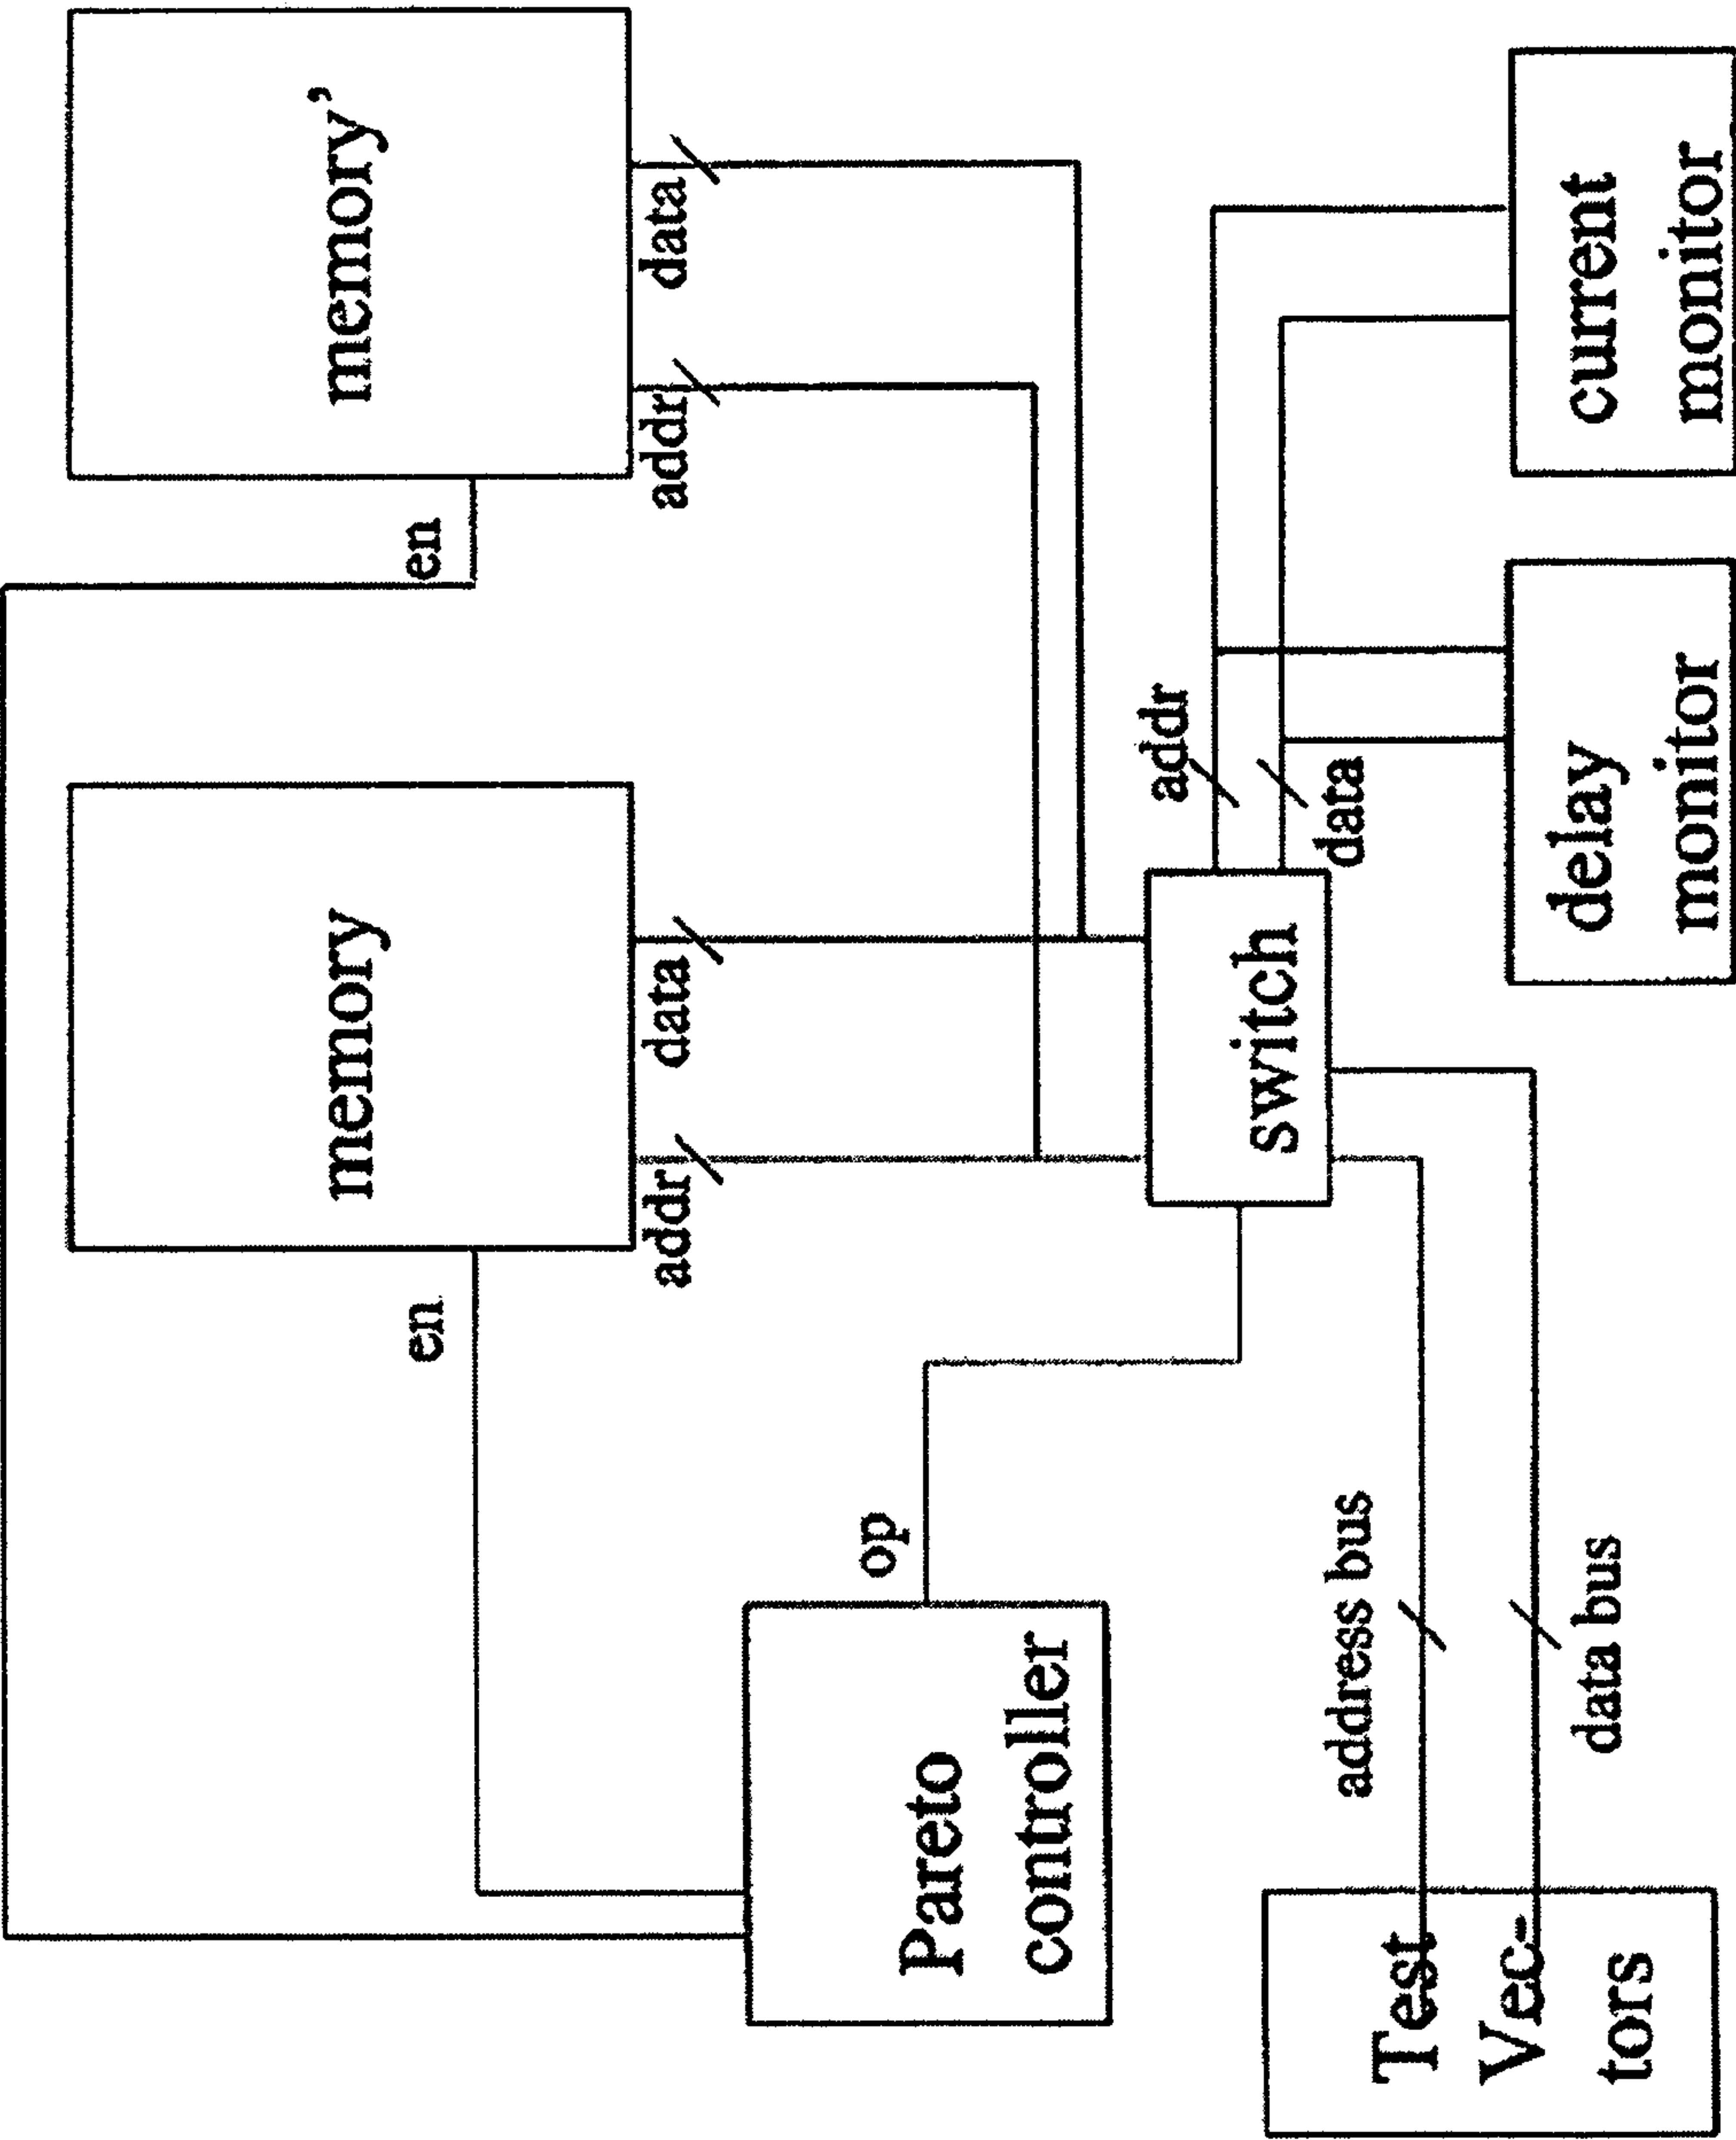 en
memory
addr
data
en
memory’
addr
data
Pareto
controller
op
switch
addr
data
address bus
data bus
Test
Vec-
tors
delay
monitor
current
monitor